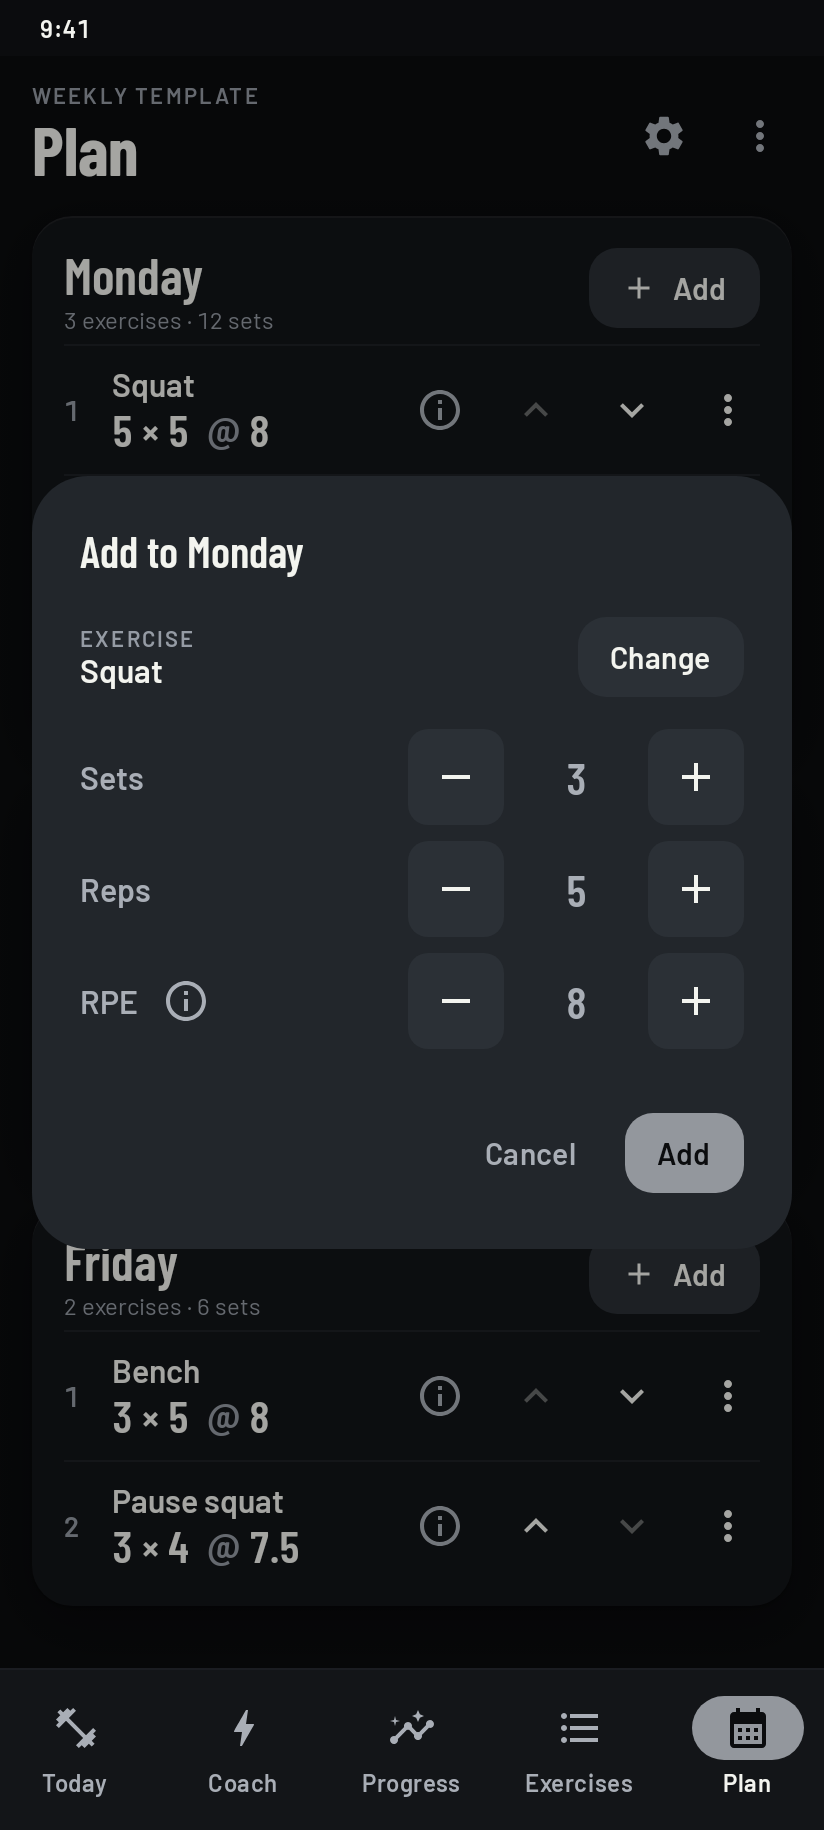 9:41
WEEKLY TEMPLATE
Plan
Monday
+ Add
3 exercises · 12 sets
1
Squat
5 × 5 @ 8
Add to Monday
EXERCISE
Squat
Change
Sets
3
Reps
5
RPE
8
Cancel
Add
Friday
+ Add
2 exercises · 6 sets
1
Bench
3 × 5 @ 8
2
Pause squat
3 × 4 @ 7.5
Today
Coach
Progress
Exercises
Plan